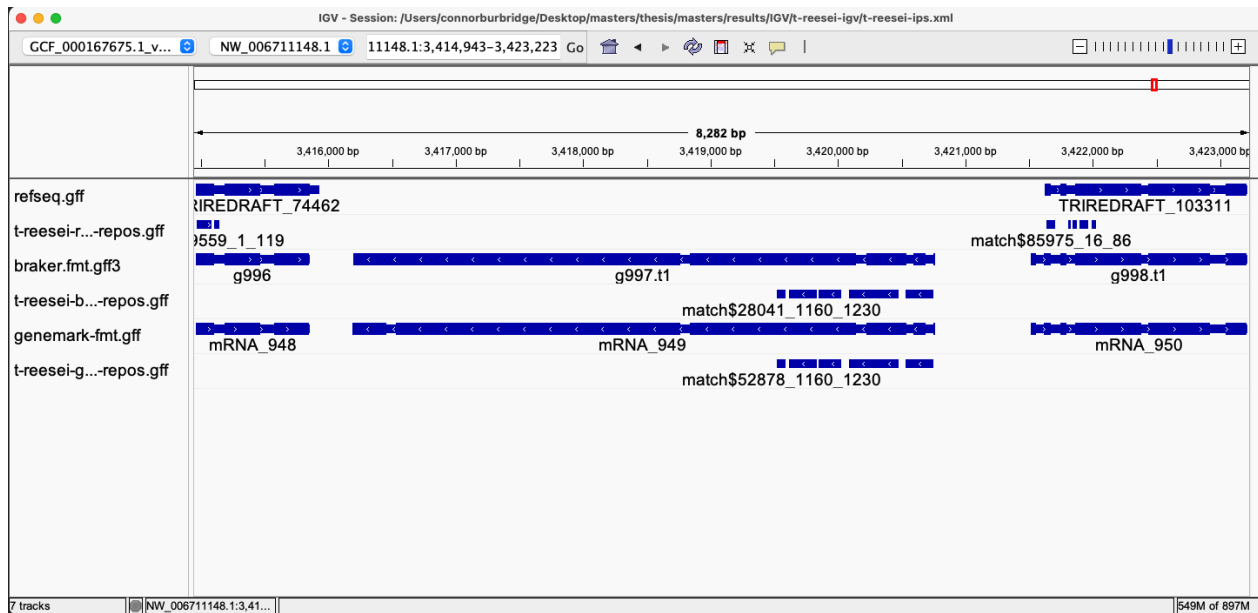 IGV - Session: /Users/connorburbridge/Desktop/masters/thesis/masters/results/IGV/t-reesei-igv/t-reesei-ips.xml
GCF_000167675.1_v... NW_006711148.1 11148.1:3,414,943-3,423,223 Go
8,282 bp
3,416,000 bp 3,417,000 bp 3,418,000 bp 3,419,000 bp 3,420,000 bp 3,421,000 bp 3,422,000 bp 3,423,000 bp
refseq.gff
RIREDRAFT_74462 TRIREDRAFT_103311
t-reesei-r...-repos.gff
9559_1_119 match$85975_16_86
braker.fmt.gff3
g996 g997.t1 g998.t1
t-reesei-b...-repos.gff
match$28041_1160_1230
genemark-fmt.gff
mRNA_948 mRNA_949 mRNA_950
t-reesei-g...-repos.gff
match$52878_1160_1230
7 tracks NW_006711148.1:3,41... 549M of 897M